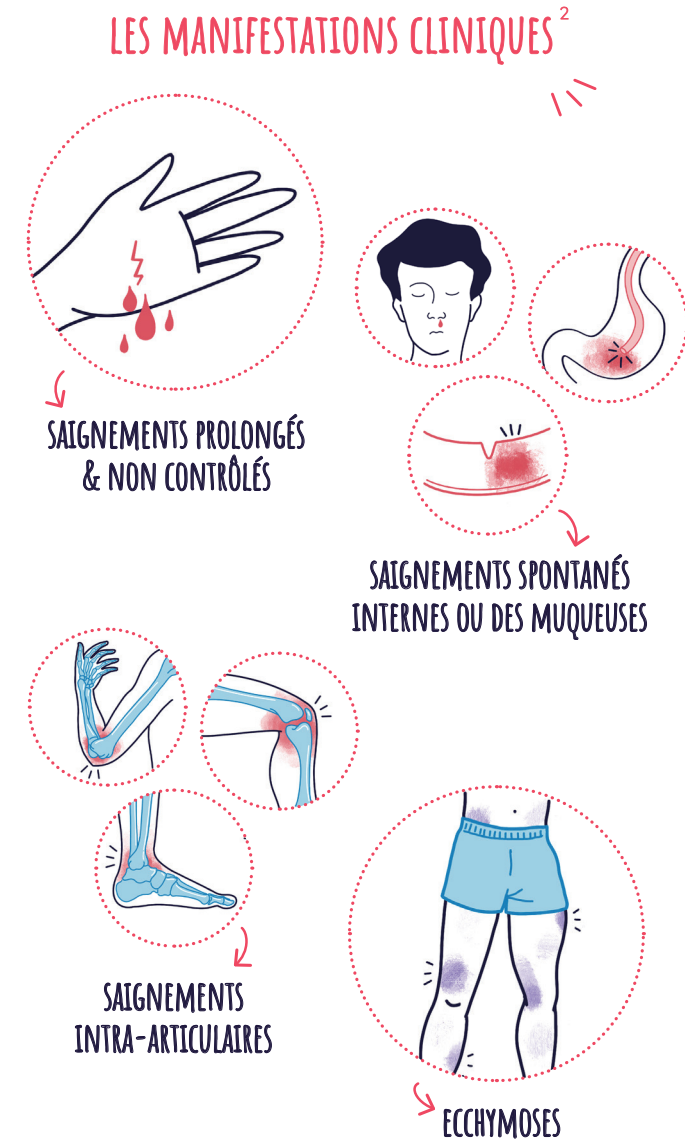 LES MANIFESTATIONS CLINIQUES 2
SAIGNEMENTS PROLONGÉS
& NON CONTRÔLÉS
SAIGNEMENTS SPONTANÉS
INTERNES OU DES MUQUEUSES
SAIGNEMENTS
INTRA-ARTICULAIRES
ECCHYMOSES